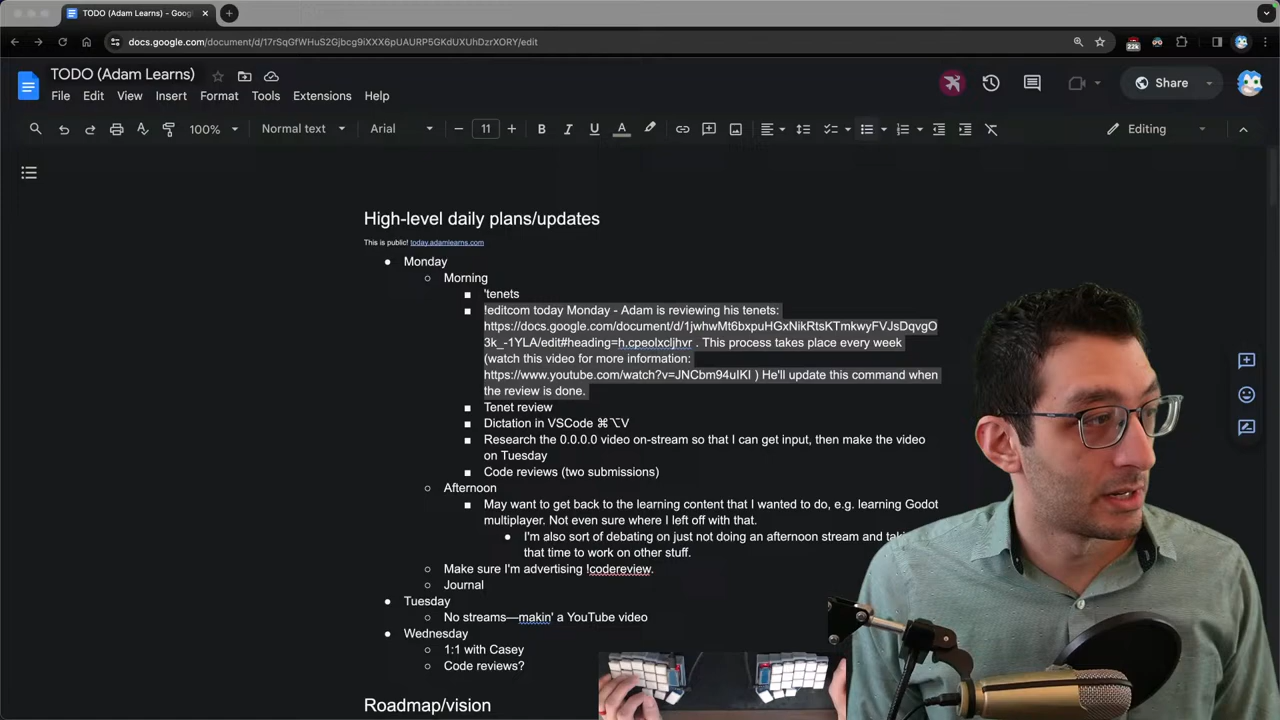 TODO (Adam Learns) - Goog
docs.google.com/document/d/17rSqGfWHuS2Gjbcg9iXXX6pUAURP5GKdUXUhDzrXORY/edit
22k
TODO (Adam Learns)
File Edit View Insert Format Tools Extensions Help
Share
100% Normal text Arial 11 Editing
High-level daily plans/updates
This is public! today.adamlearns.com
Monday
Morning
'tenets
!editcom today Monday - Adam is reviewing his tenets:
https://docs.google.com/document/d/1jwhwMt6bxpuHGxNikRtsKTmkwyFVJsDqvgO
3k_-1YLA/edit#heading=h.cpeolxcljhvr . This process takes place every week
(watch this video for more information:
https://www.youtube.com/watch?v=JNCbm94uIKI ) He'll update this command when
the review is done.
Tenet review
Dictation in VSCode ⌘⌥V
Research the 0.0.0.0 video on-stream so that I can get input, then make the video
on Tuesday
Code reviews (two submissions)
Afternoon
May want to get back to the learning content that I wanted to do, e.g. learning Godot
multiplayer. Not even sure where I left off with that.
I'm also sort of debating on just not doing an afternoon stream and
that time to work on other stuff.
Make sure I'm advertising !codereview.
Journal
Tuesday
No streams—makin' a YouTube video
Wednesday
1:1 with Casey
Code reviews?
Roadmap/vision